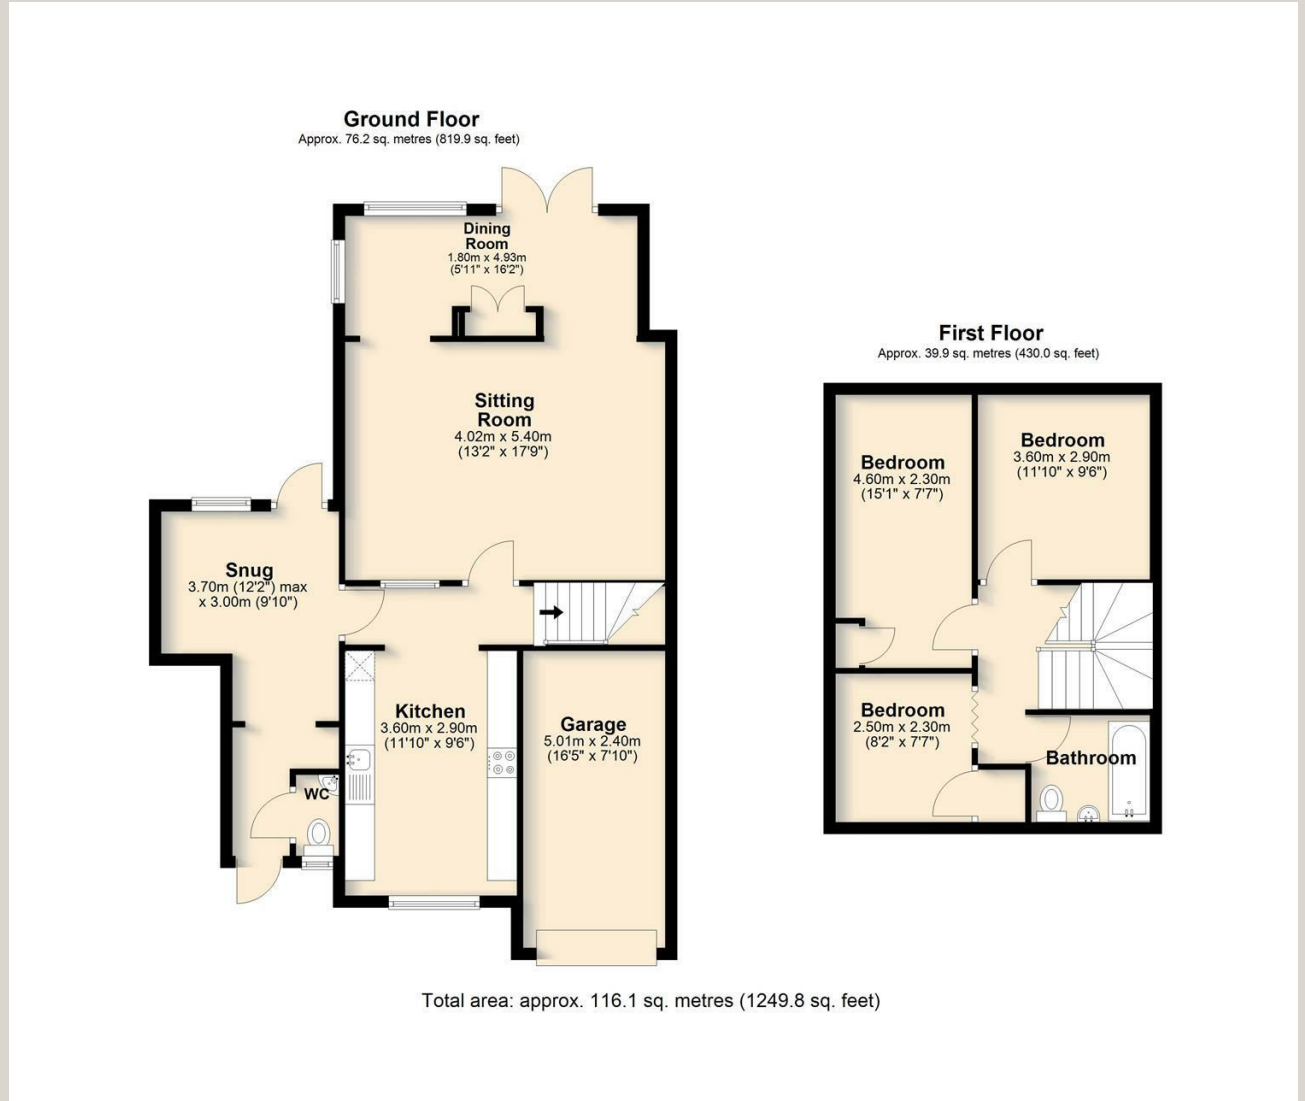 Ground Floor
Approx. 76.2 sq. metres (819.9 sq. feet)
Dining
Room
1.80m x 4.93m
(5'11" x 16'2")
Sitting
Room
4.02m x 5.40m
(13'2" x 17'9")
Snug
3.70m (12'2") max
x 3.00m (9'10")
Kitchen
3.60m x 2.90m
(11'10" x 9'6")
Garage
5.01m x 2.40m
(16'5" x 7'10")
WC
First Floor
Approx. 39.9 sq. metres (430.0 sq. feet)
Bedroom
4.60m x 2.30m
(15'1" x 7'7")
Bedroom
3.60m x 2.90m
(11'10" x 9'6")
Bedroom
2.50m x 2.30m
(8'2" x 7'7")
Bathroom
Total area: approx. 116.1 sq. metres (1249.8 sq. feet)